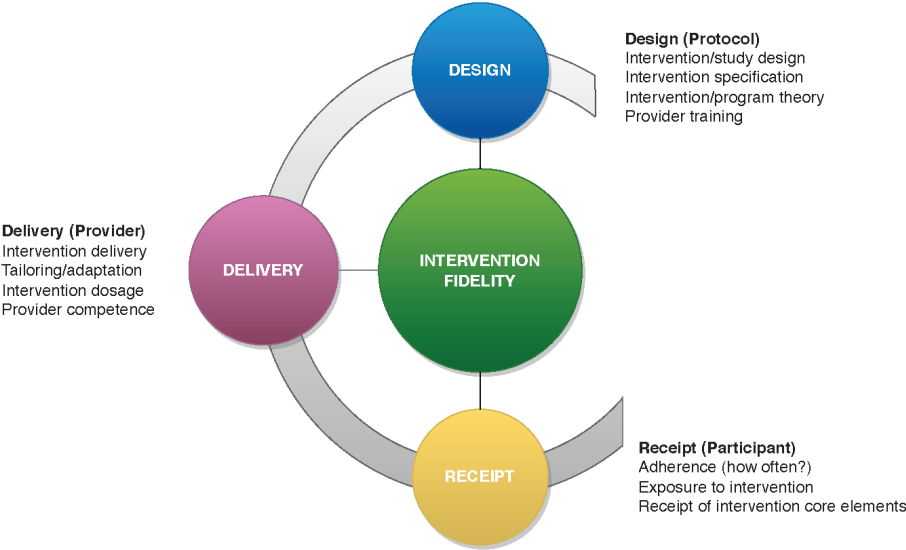 DESIGN
Design (Protocol)
Intervention/study design
Intervention specification
Intervention/program theory
Provider training
Delivery (Provider)
Intervention delivery
Tailoring/adaptation
Intervention dosage
Provider competence
DELIVERY
INTERVENTION
FIDELITY
RECEIPT
Receipt (Participant)
Adherence (how often?)
Exposure to intervention
Receipt of intervention core elements